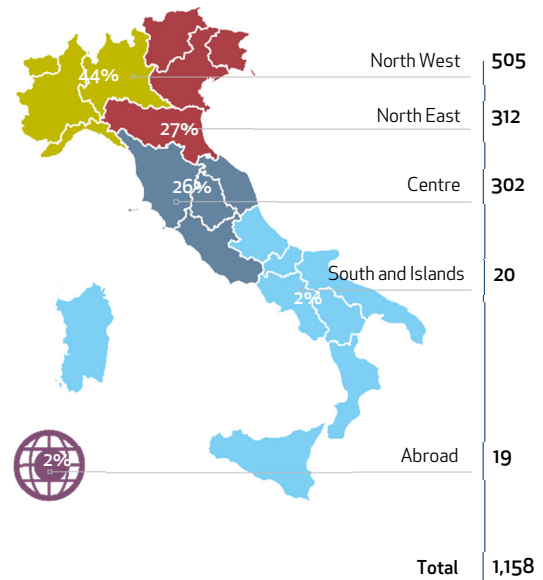 North West 505
44%
North East 312
27%
Centre 302
26%
South and Islands 20
2%
Abroad 19
2%
Total 1,158